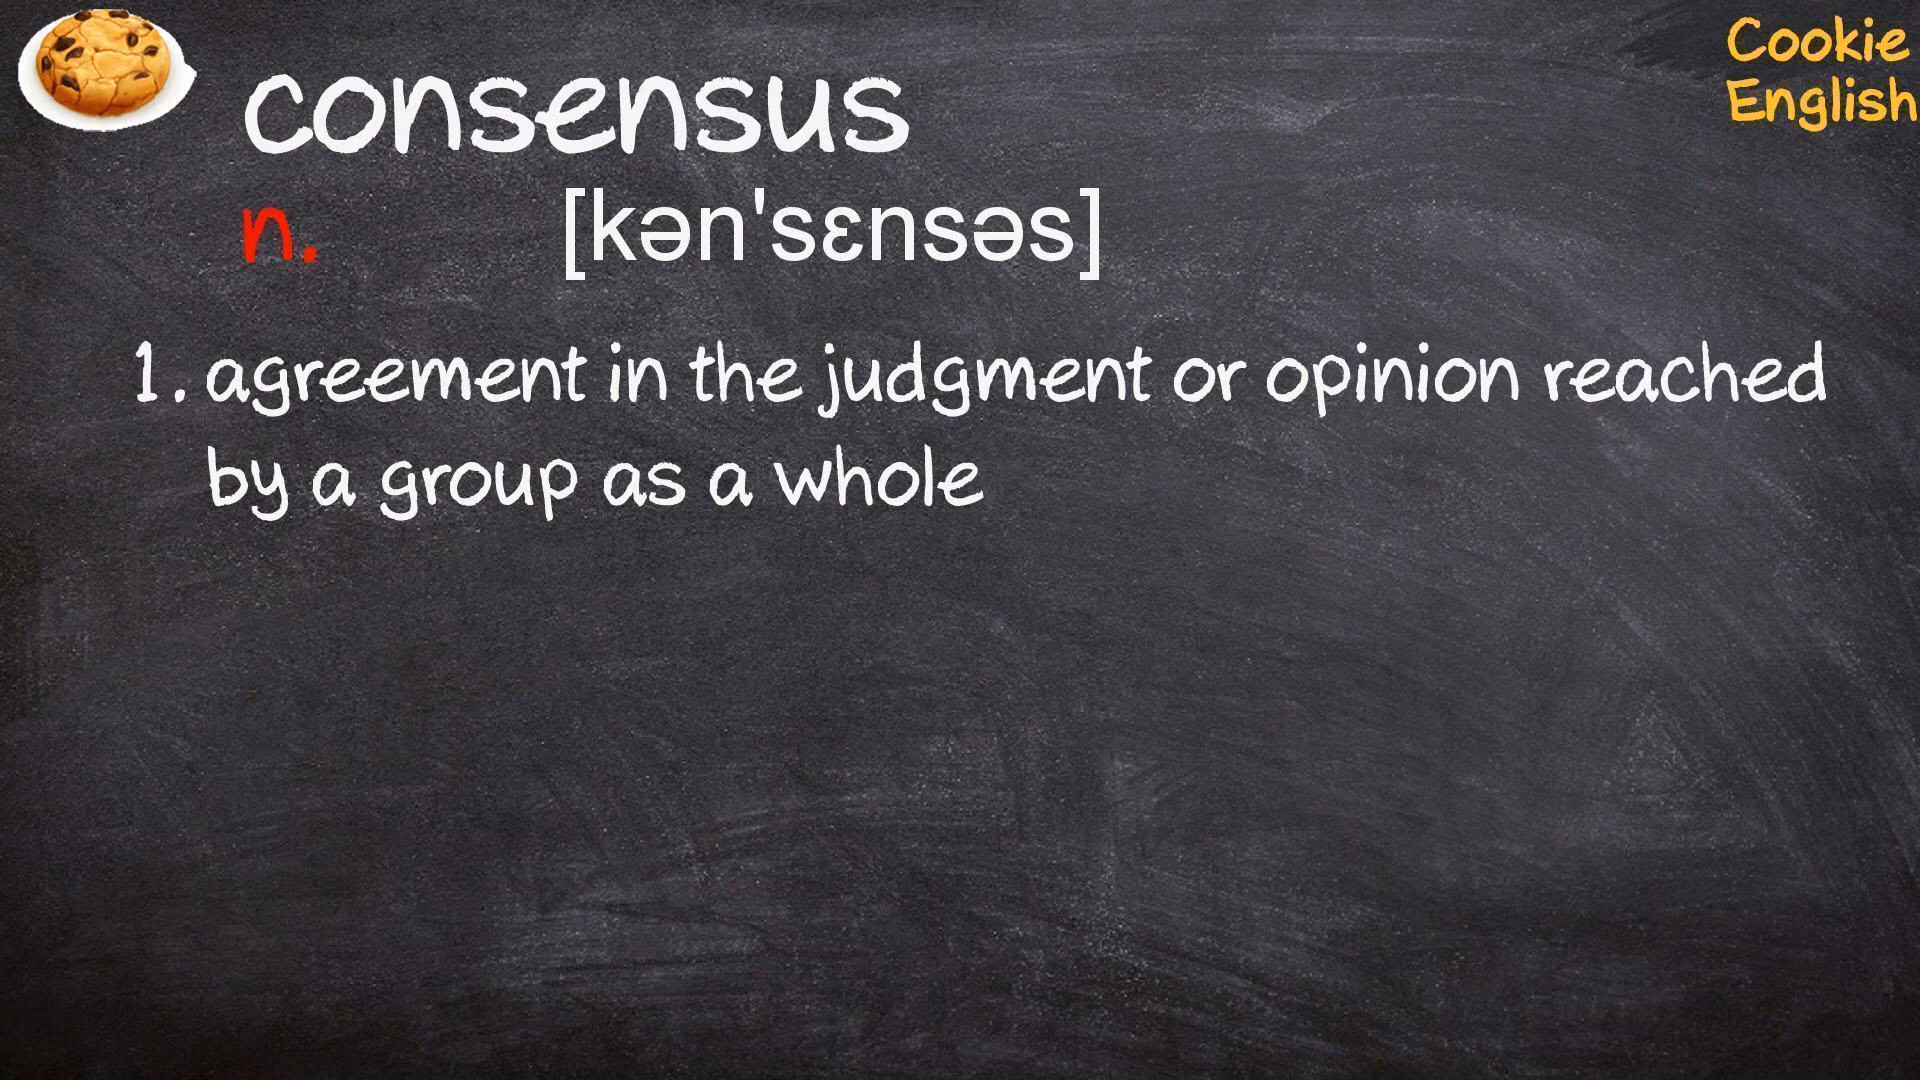 consensus
Cookie
English
n. [kən'sɛnsəs]
1. agreement in the judgment or opinion reached
by a group as a whole